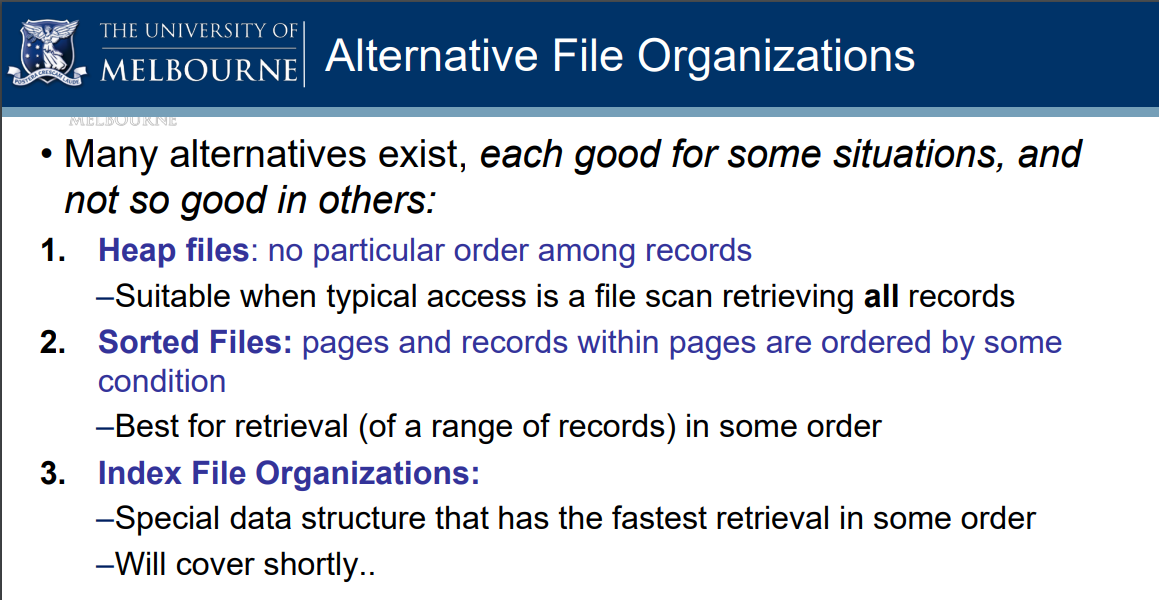 THE UNIVERSITY OF
MELBOURNE
POSTERA CRESCAM LAUDE
Alternative File Organizations
MELBOURNE
• Many alternatives exist, each good for some situations, and
not so good in others:
1. Heap files: no particular order among records
–Suitable when typical access is a file scan retrieving all records
2. Sorted Files: pages and records within pages are ordered by some
condition
–Best for retrieval (of a range of records) in some order
3. Index File Organizations:
–Special data structure that has the fastest retrieval in some order
–Will cover shortly..